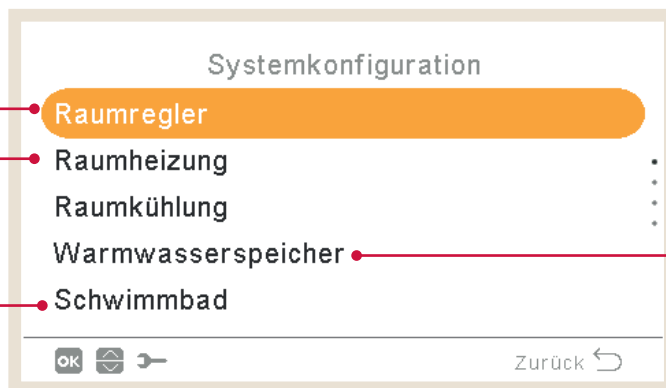 Systemkonfiguration
Raumregler
Raumheizung
Raumkühlung
Warmwasserspeicher
Schwimmbad
OK Zurück